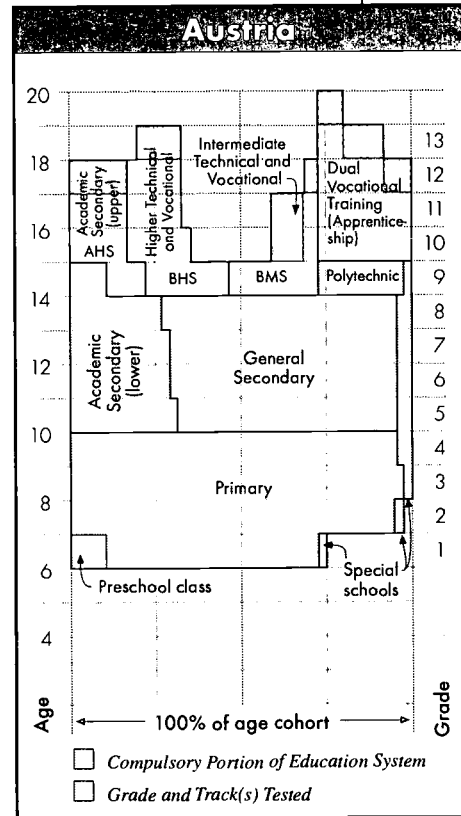 Austria
20
18
16
14
12
10
8
6
4
Age
13
12
11
10
9
8
7
6
5
4
3
2
1
Grade
Academic
Secondary
(upper)
AHS
Higher Technical
and Vocational
BHS
Intermediate
Technical and
Vocational
BMS
Dual
Vocational
Training
(Apprentice-
ship)
Polytechnic
Academic
Secondary
(lower)
General
Secondary
Primary
Preschool class
Special
schools
100% of age cohort
Compulsory Portion of Education System
Grade and Track(s) Tested